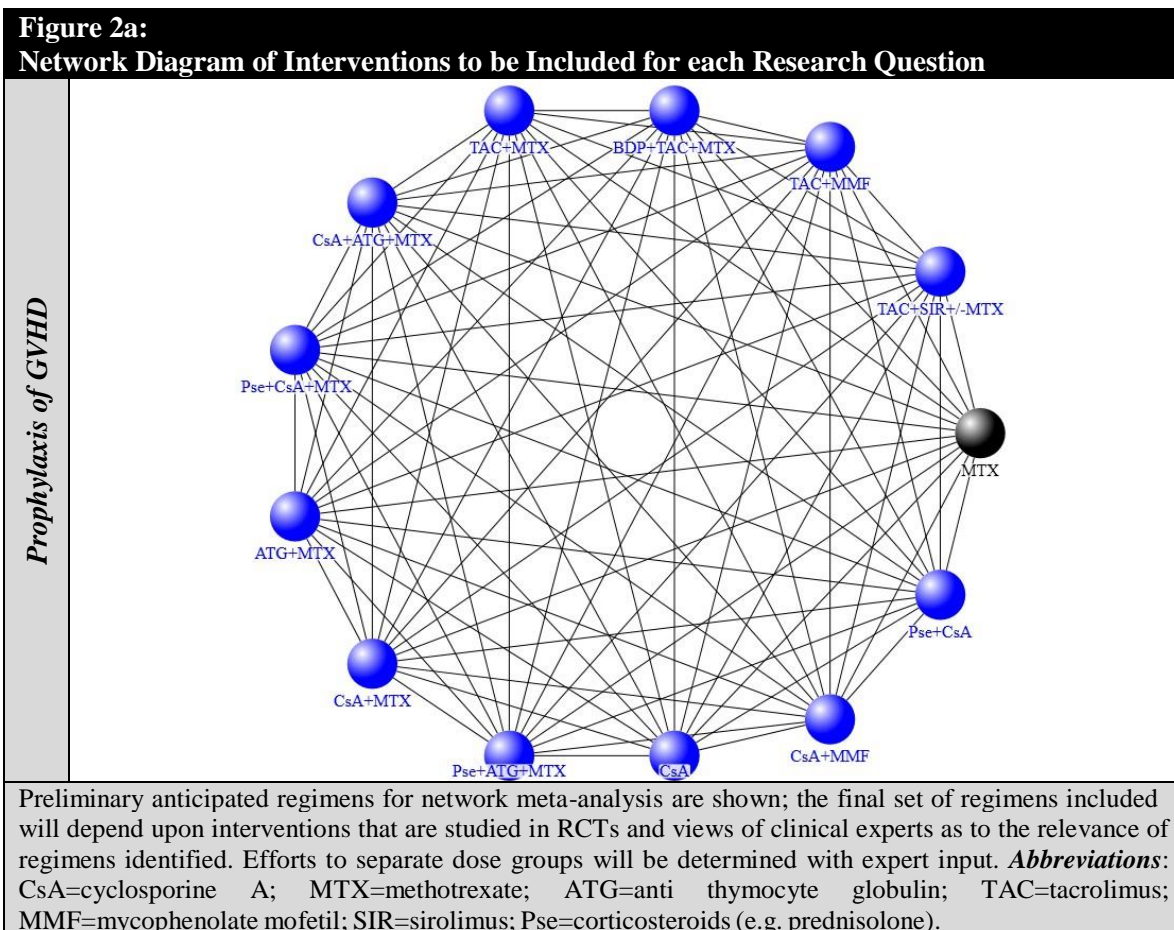 Figure 2a:
Network Diagram of Interventions to be Included for each Research Question
Prophylaxis of GVHD
TAC+MTX
BDP+TAC+MTX
TAC+MMF
CsA+ATG+MTX
TAC+SIR+/-MTX
Pse+CsA+MTX
MTX
ATG+MTX
Pse+CsA
CsA+MTX
CsA+MMF
Pse+ATG+MTX
CsA
Preliminary anticipated regimens for network meta-analysis are shown; the final set of regimens included
will depend upon interventions that are studied in RCTs and views of clinical experts as to the relevance of
regimens identified. Efforts to separate dose groups will be determined with expert input. Abbreviations:
CsA=cyclosporine A; MTX=methotrexate; ATG=anti thymocyte globulin; TAC=tacrolimus;
MMF=mycophenolate mofetil; SIR=sirolimus; Pse=corticosteroids (e.g. prednisolone).